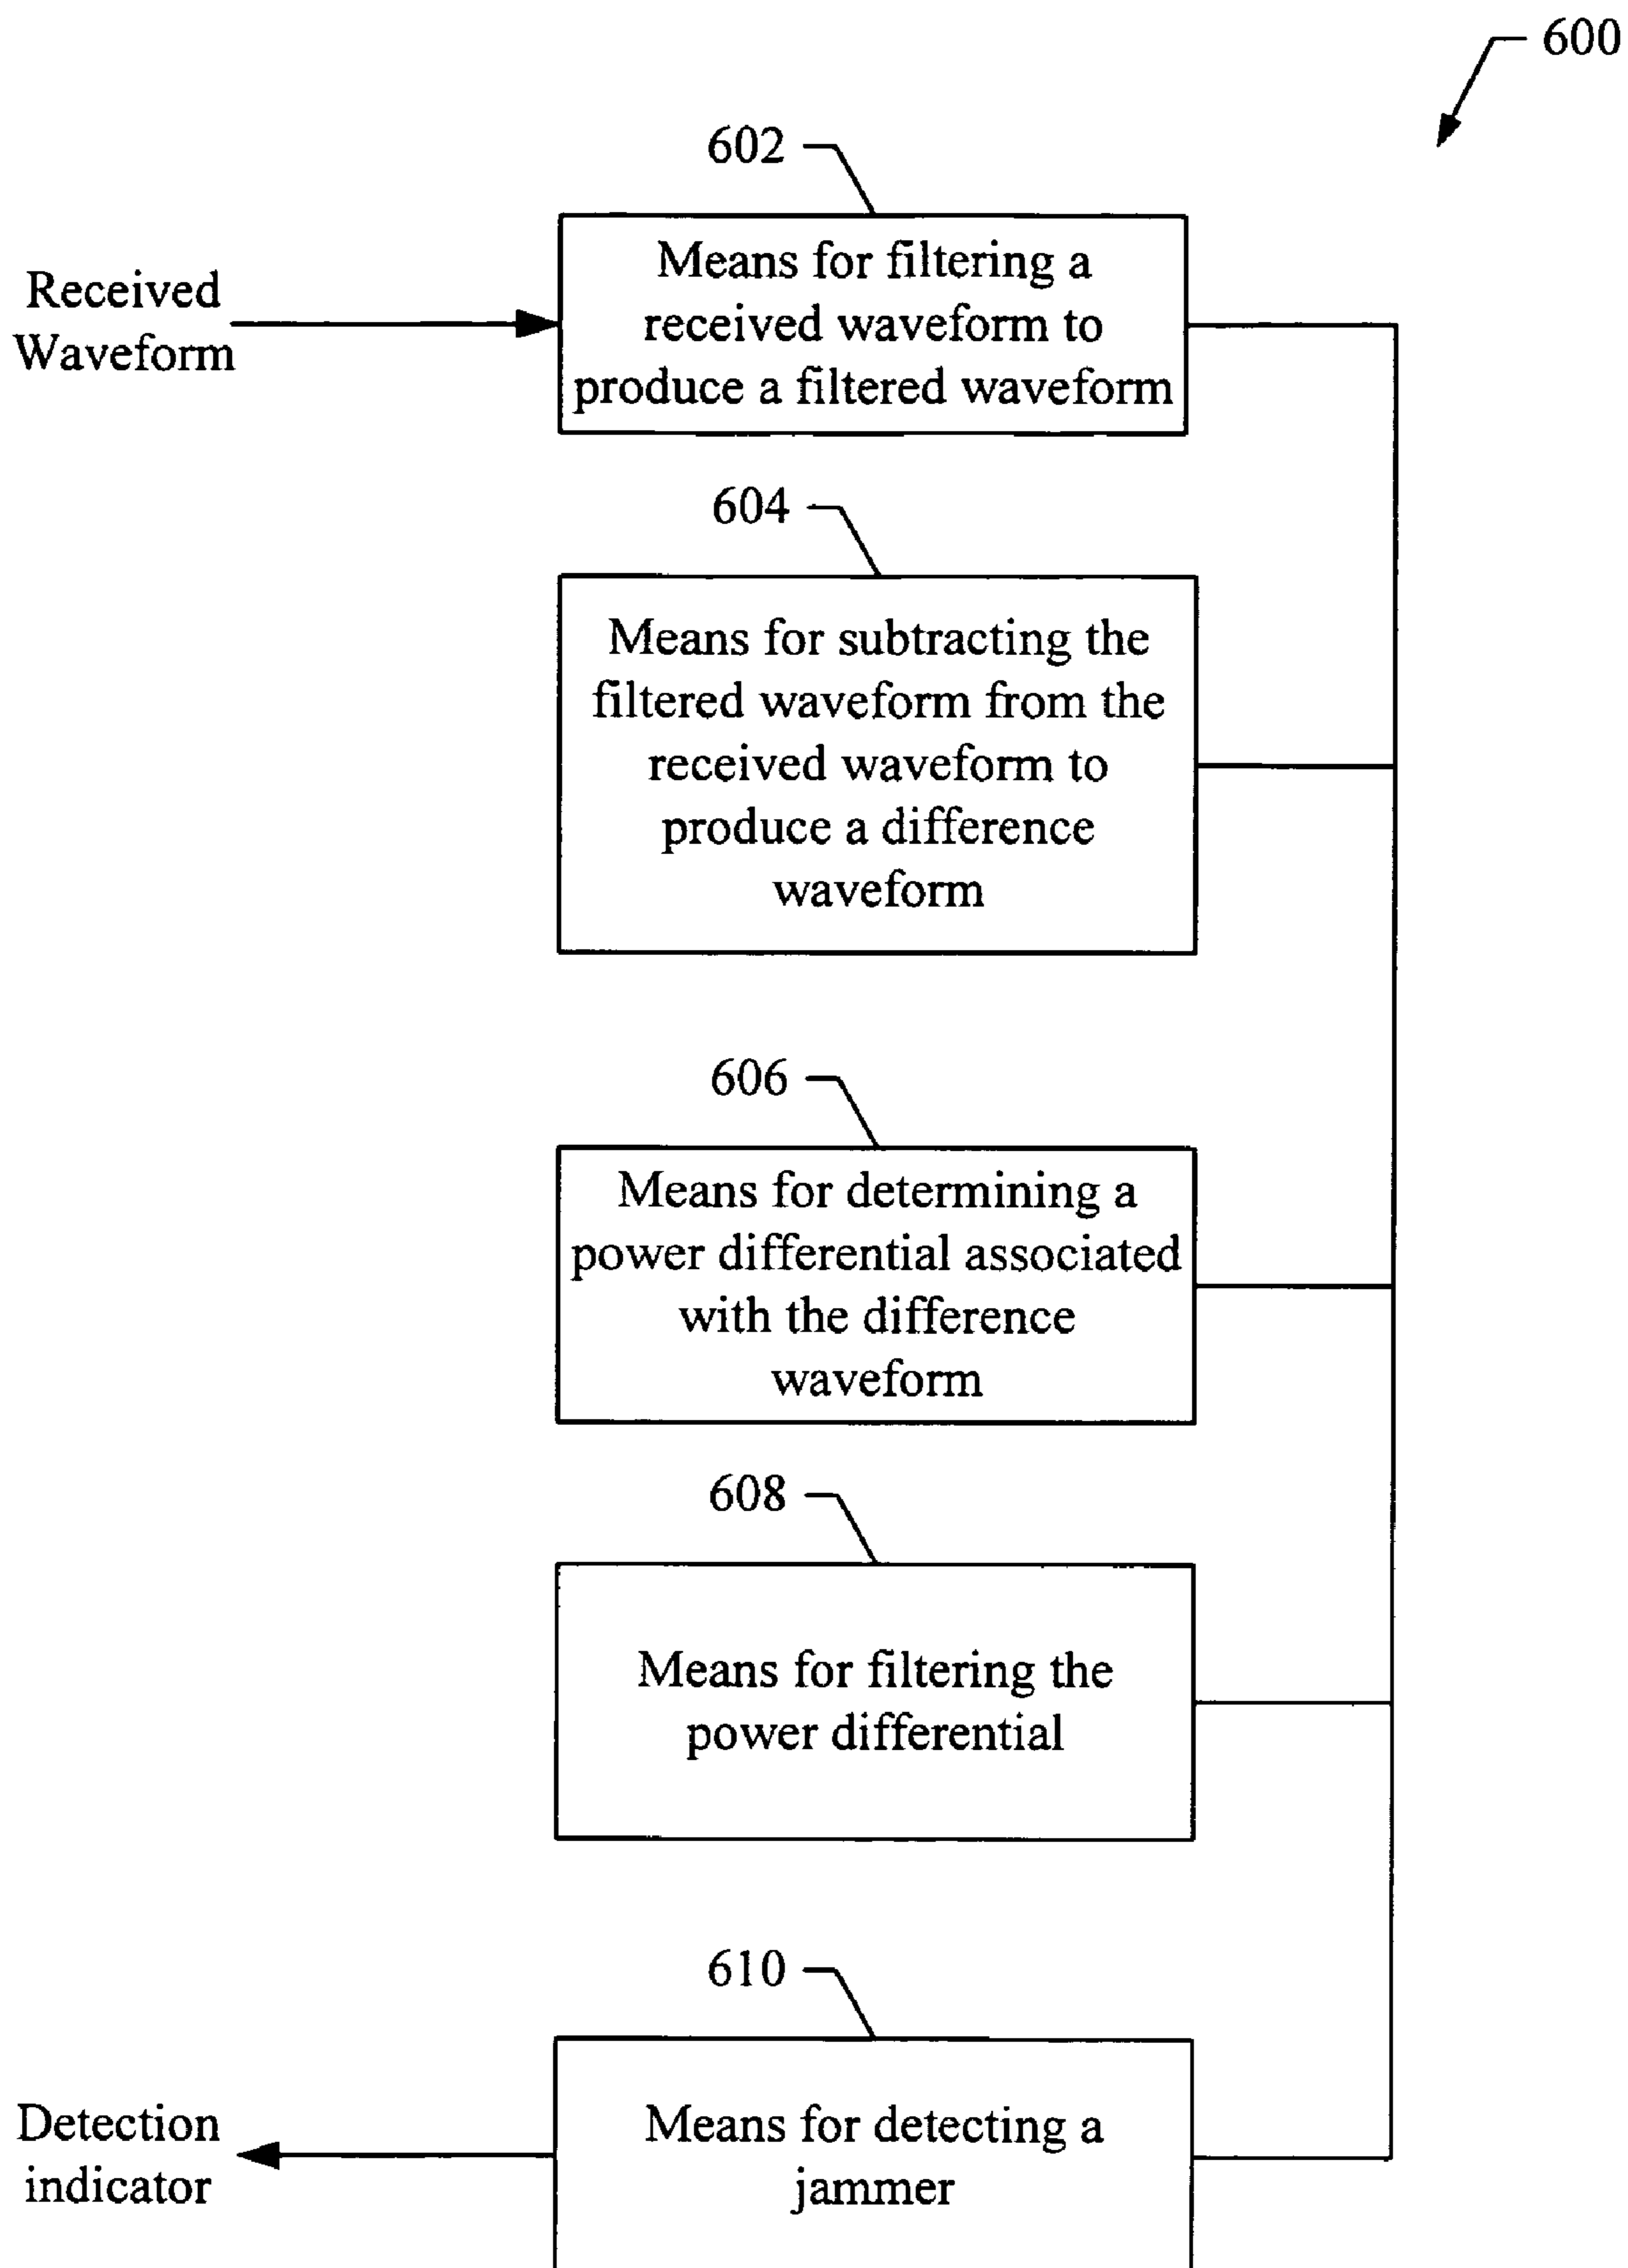 600
602
Means for filtering a
received waveform to
produce a filtered waveform
Received
Waveform
604
Means for subtracting the
filtered waveform from the
received waveform to
produce a difference
waveform
606
Means for determining a
power differential associated
with the difference
waveform
608
Means for filtering the
power differential
610
Means for detecting a
jammer
Detection
indicator